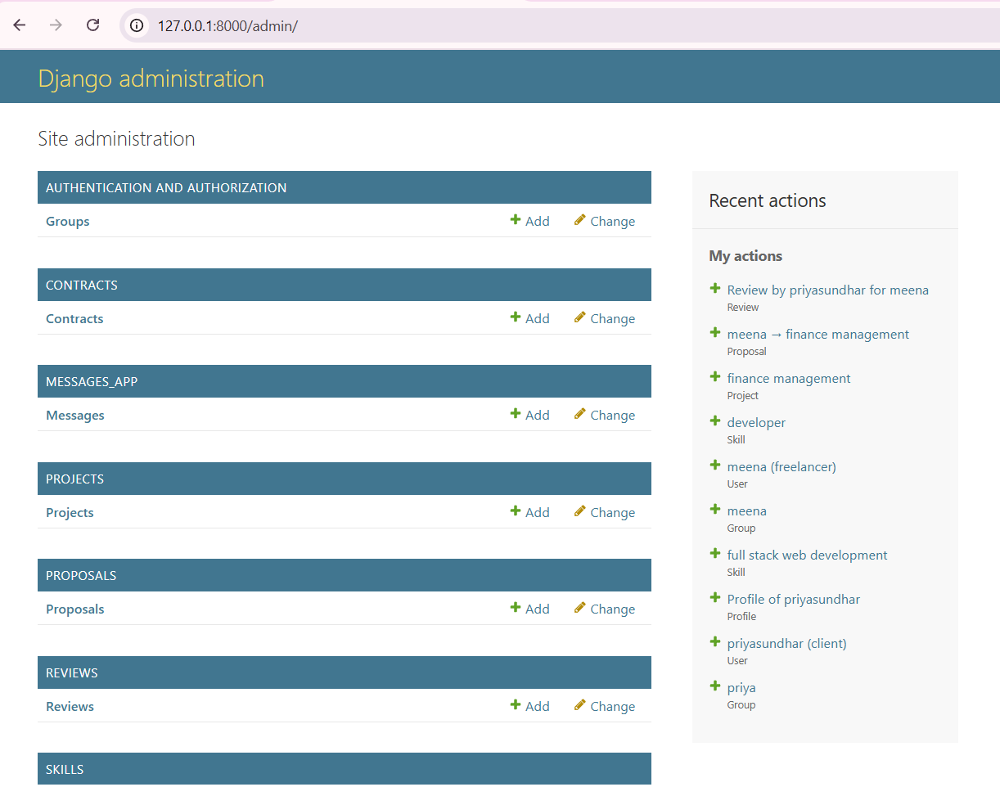 127.0.0.1:8000/admin/
Django administration
Site administration
AUTHENTICATION AND AUTHORIZATION
Groups Add Change
CONTRACTS
Contracts Add Change
MESSAGES_APP
Messages Add Change
PROJECTS
Projects Add Change
PROPOSALS
Proposals Add Change
REVIEWS
Reviews Add Change
SKILLS
Recent actions
My actions
Review by priyasundhar for meena
Review
meena → finance management
Proposal
finance management
Project
developer
Skill
meena (freelancer)
User
meena
Group
full stack web development
Skill
Profile of priyasundhar
Profile
priyasundhar (client)
User
priya
Group